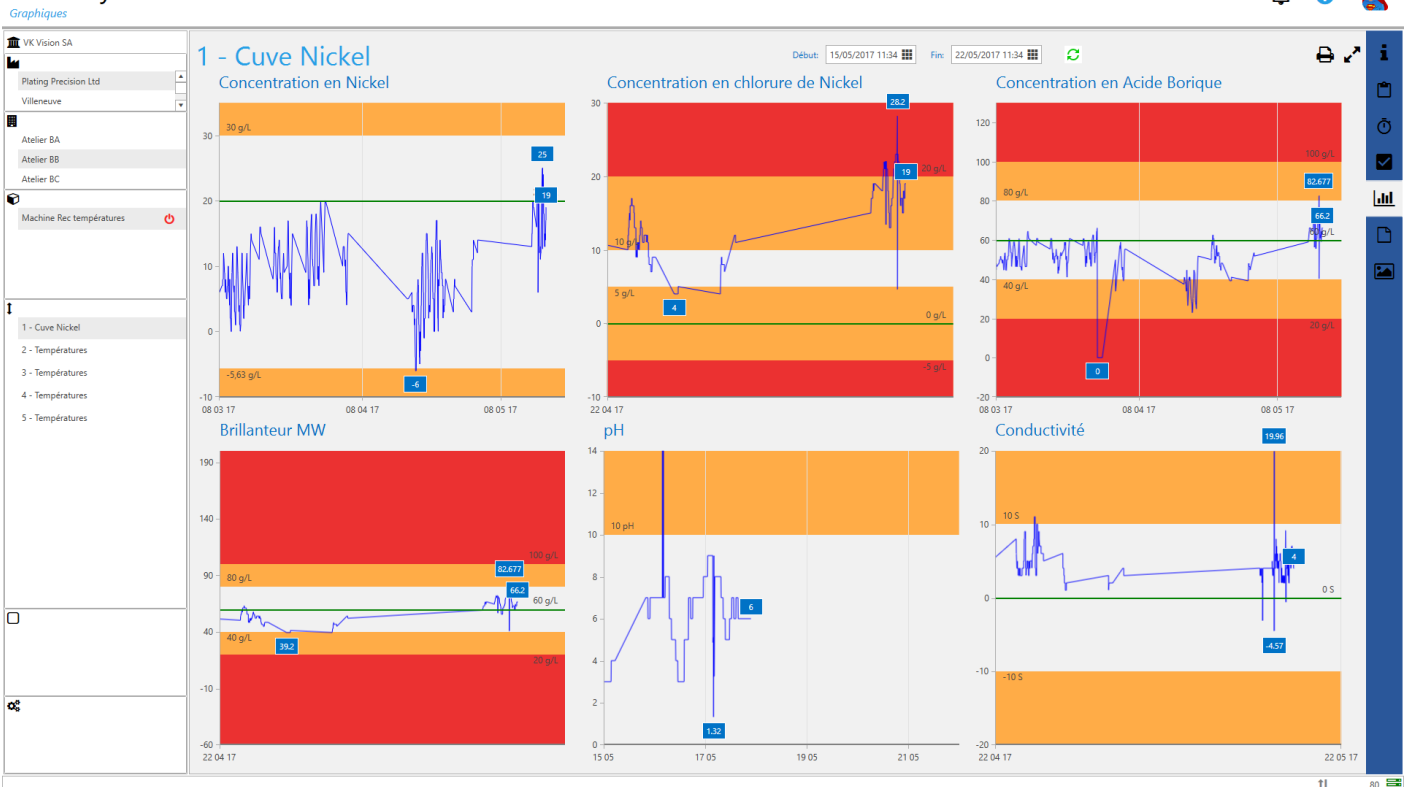 Graphiques
VK Vision SA
Plating Precision Ltd
Villeneuve
Atelier BA
Atelier BB
Atelier BC
Machine Rec températures
1 - Cuve Nickel
2 - Températures
3 - Températures
4 - Températures
5 - Températures
1 - Cuve Nickel
Début: 15/05/2017 11:34 Fin: 22/05/2017 11:34
Concentration en Nickel
30 g/L
30
25
20
19
10
0
-5,63 g/L
-6
-10
08 03 17 08 04 17 08 05 17
Concentration en chlorure de Nickel
30
28.2
20 g/L
20
19
10 g/L
10
5 g/L
4
0 g/L
0
-5 g/L
-10
22 04 17
Concentration en Acide Borique
120
100 g/L
100
82.677
80 g/L
80
66.2
60 g/L
60
40 g/L
40
20 g/L
20
0
0
-20
08 03 17 08 04 17 08 05 17
Brillanteur MW
190
140
100 g/L
90
80 g/L
82.677
66.2
60 g/L
40
40 g/L
39.2
20 g/L
-10
-60
22 04 17
pH
14
12
10 pH
10
8
6
6
4
2
1.32
0
15 05 17 05 19 05 21 05
Conductivité
20
19.96
10 S
10
4
0 S
0
-4.57
-10
-10 S
-20
22 04 17 22 05 17
80